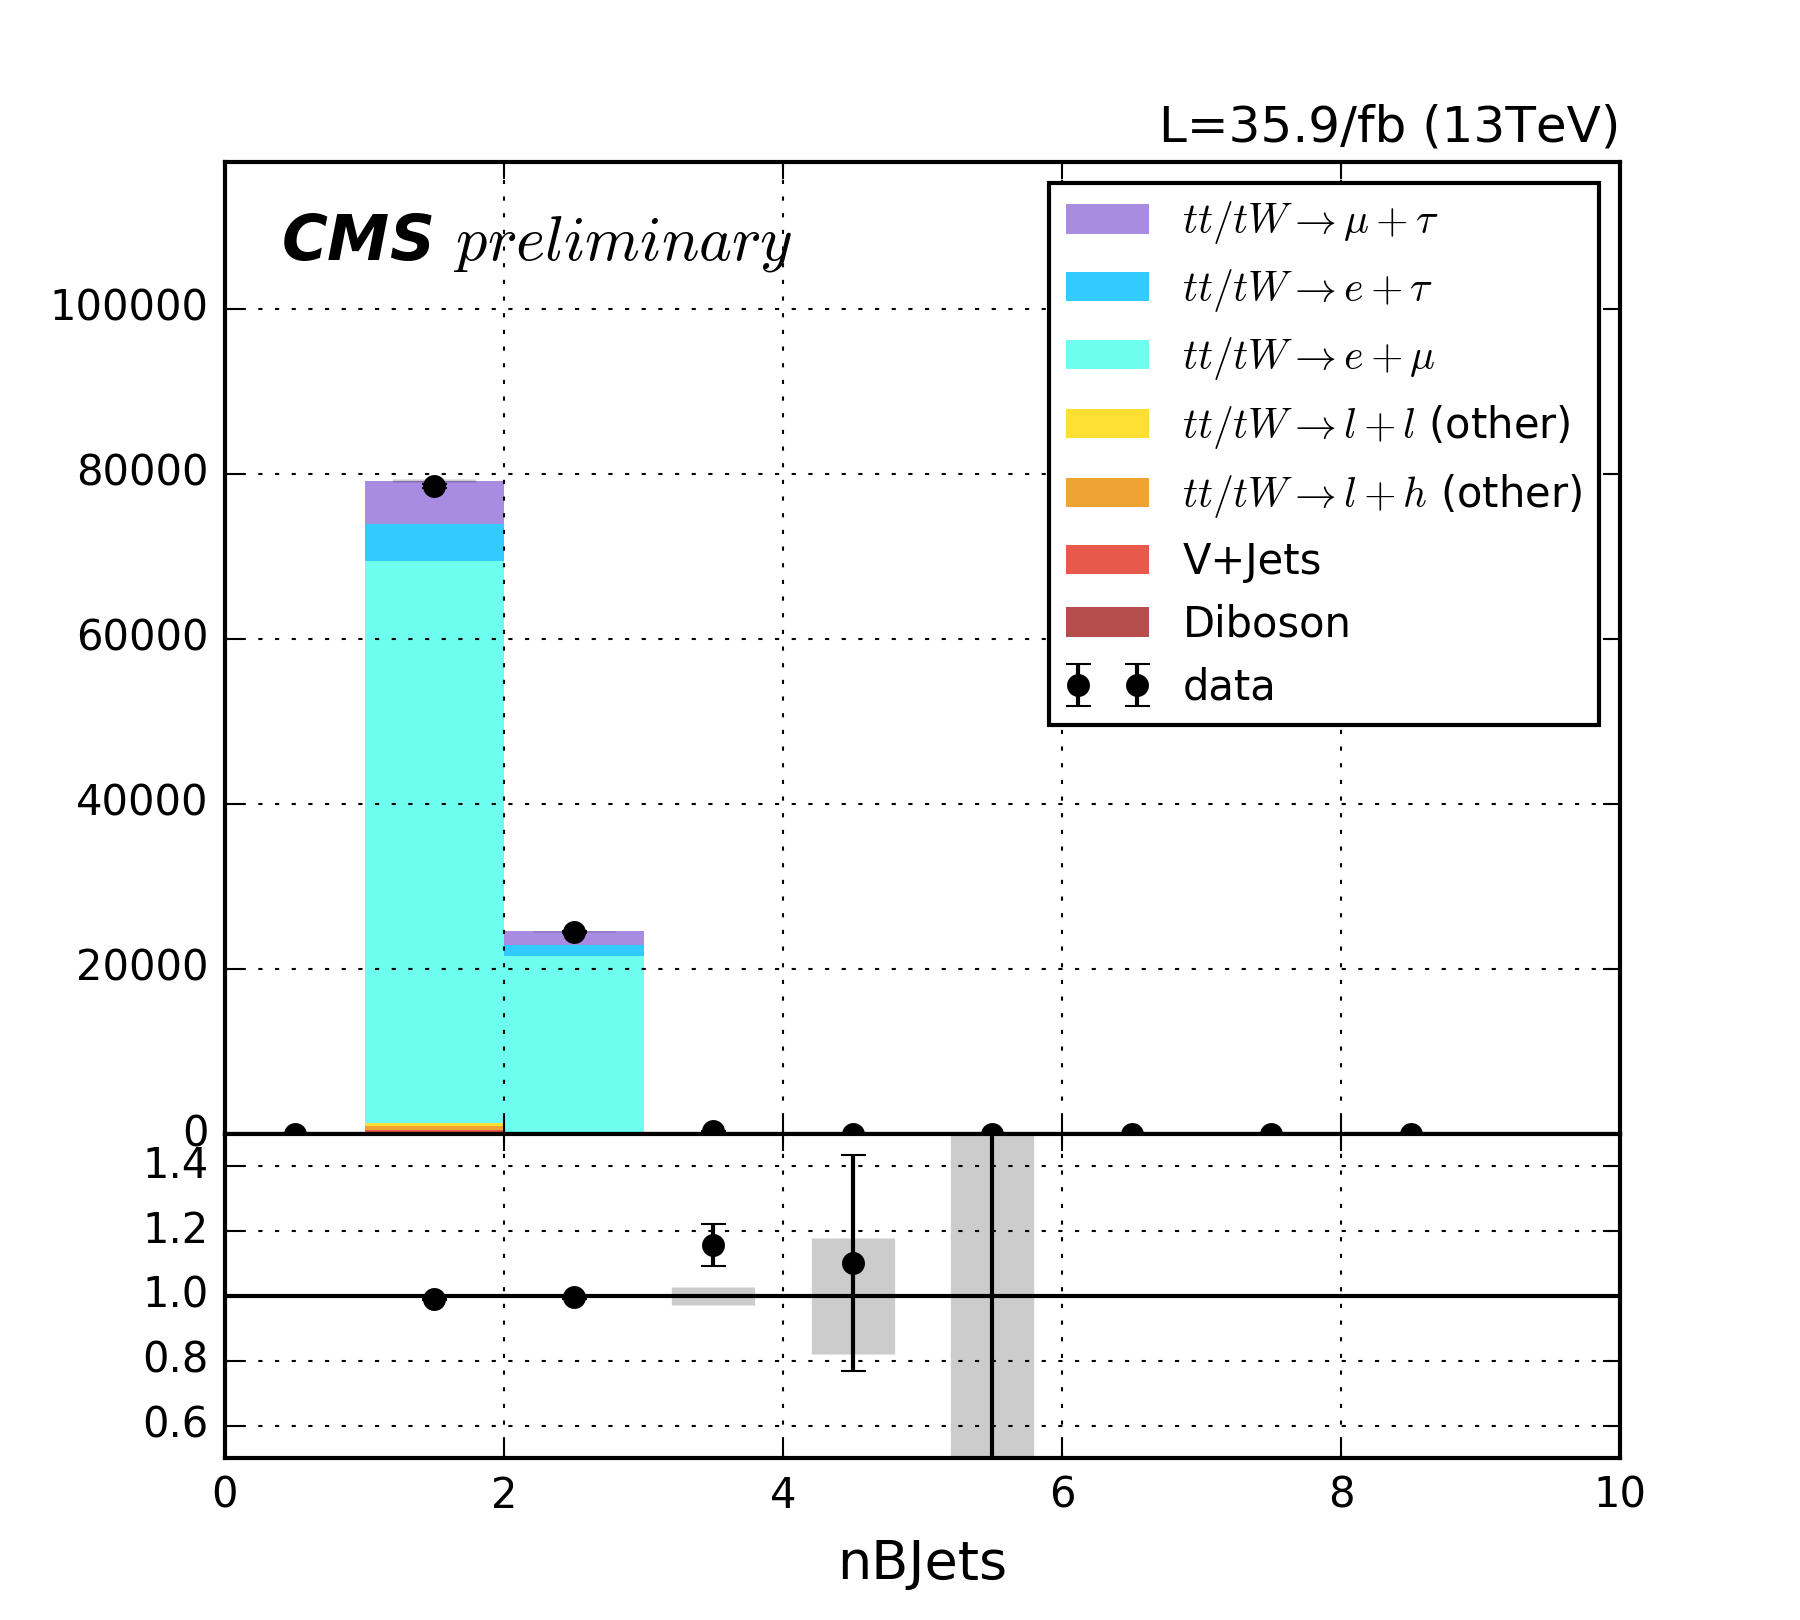 L=35.9/fb (13TeV)
CMS preliminary
tt/tW→μ+τ
tt/tW→e+τ
tt/tW→e+μ
tt/tW→l+l (other)
tt/tW→l+h (other)
V+Jets
Diboson
data
100000
80000
60000
40000
20000
0
1.4
1.2
1.0
0.8
0.6
0 2 4 6 8 10
nBJets